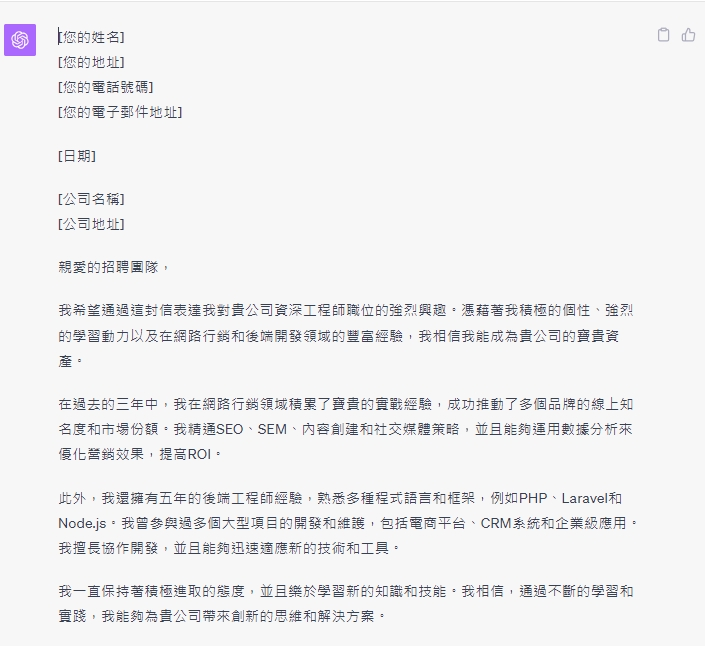 [您的姓名]
[您的地址]
[您的電話號碼]
[您的電子郵件地址]
[日期]
[公司名稱]
[公司地址]
親愛的招聘團隊，
我希望通過這封信表達我對貴公司資深工程師職位的強烈興趣。憑藉著我積極的個性、強烈
的學習動力以及在網路行銷和後端開發領域的豐富經驗，我相信我能成為貴公司的寶貴資
產。
在過去的三年中，我在網路行銷領域積累了寶貴的實戰經驗，成功推動了多個品牌的線上知
名度和市場份額。我精通SEO、SEM、內容創建和社交媒體策略，並且能夠運用數據分析來
優化營銷效果，提高ROI。
此外，我還擁有五年的後端工程師經驗，熟悉多種程式語言和框架，例如PHP、Laravel和
Node.js。我曾參與過多個大型項目的開發和維護，包括電商平台、CRM系統和企業級應用。
我擅長協作開發，並且能夠迅速適應新的技術和工具。
我一直保持著積極進取的態度，並且樂於學習新的知識和技能。我相信，通過不斷的學習和
實踐，我能夠為貴公司帶來創新的思維和解決方案。